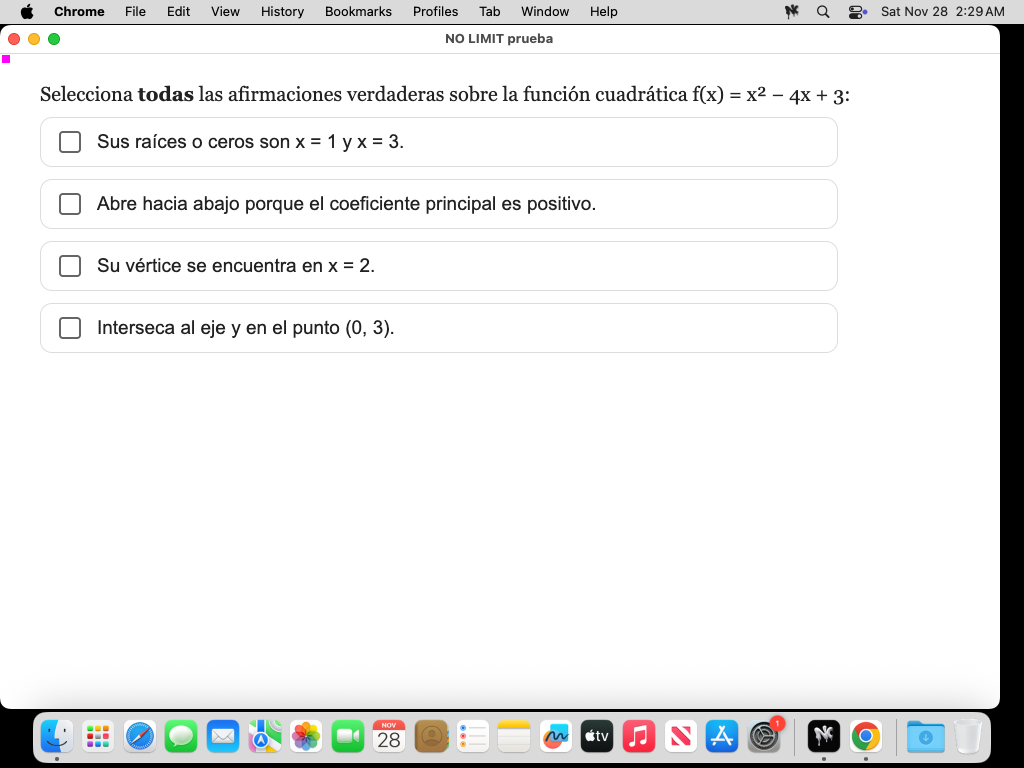 Chrome File Edit View History Bookmarks Profiles Tab Window Help Sat Nov 28 2:29 AM
NO LIMIT prueba
Selecciona todas las afirmaciones verdaderas sobre la función cuadrática f(x) = x² − 4x + 3:
Sus raíces o ceros son x = 1 y x = 3.
Abre hacia abajo porque el coeficiente principal es positivo.
Su vértice se encuentra en x = 2.
Interseca al eje y en el punto (0, 3).
NOV
28
tv
1